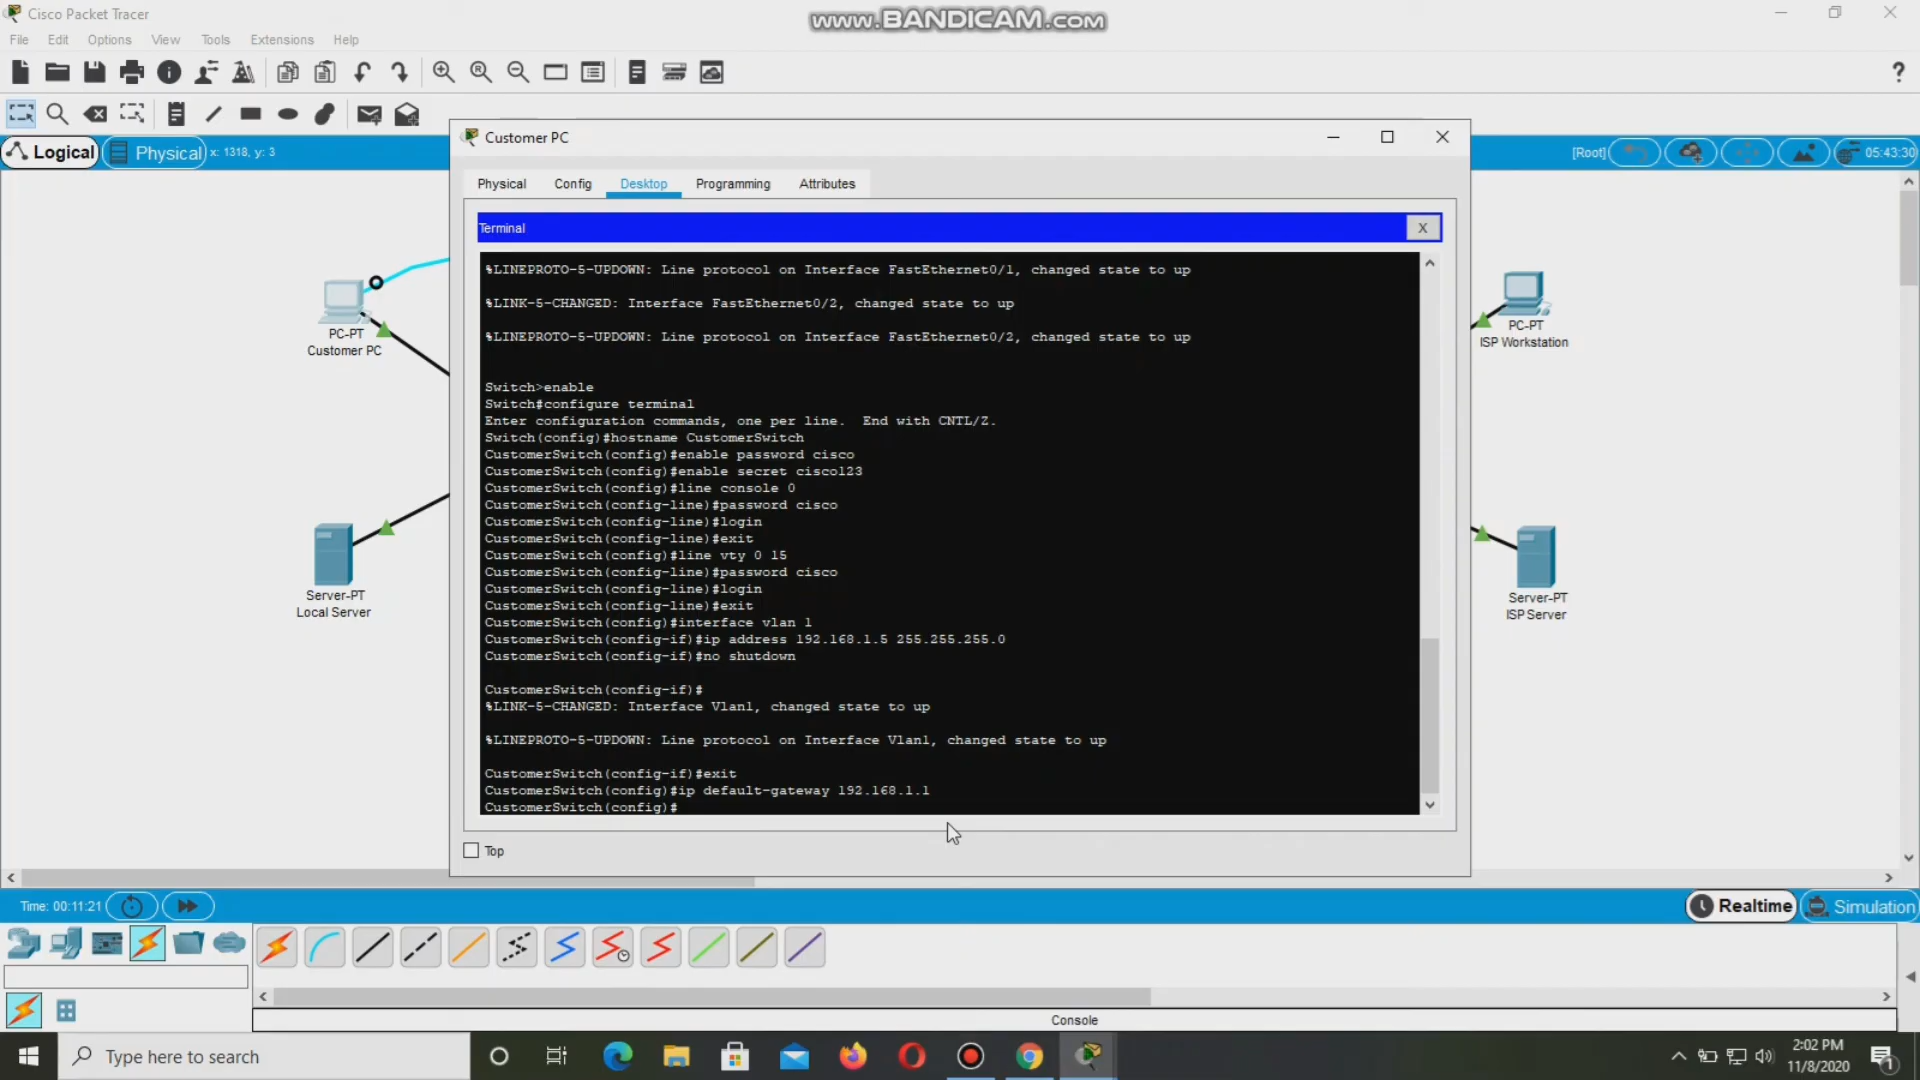 Cisco Packet Tracer
www.BANDICAM.com
File Edit Options View Tools Extensions Help
Customer PC
Logical
Physical
x: 1318, y: 3
[Root]
05:43:30
Physical Config Desktop Programming Attributes
Terminal
X
%LINEPROTO-5-UPDOWN: Line protocol on Interface FastEthernet0/1, changed state to up
%LINK-5-CHANGED: Interface FastEthernet0/2, changed state to up
%LINEPROTO-5-UPDOWN: Line protocol on Interface FastEthernet0/2, changed state to up
Switch>enable
Switch#configure terminal
Enter configuration commands, one per line. End with CNTL/Z.
Switch(config)#hostname CustomerSwitch
CustomerSwitch(config)#enable password cisco
CustomerSwitch(config)#enable secret cisco123
CustomerSwitch(config)#line console 0
CustomerSwitch(config-line)#password cisco
CustomerSwitch(config-line)#login
CustomerSwitch(config-line)#exit
CustomerSwitch(config)#line vty 0 15
CustomerSwitch(config-line)#password cisco
CustomerSwitch(config-line)#login
CustomerSwitch(config-line)#exit
CustomerSwitch(config)#interface vlan 1
CustomerSwitch(config-if)#ip address 192.168.1.5 255.255.255.0
CustomerSwitch(config-if)#no shutdown
CustomerSwitch(config-if)#
%LINK-5-CHANGED: Interface Vlan1, changed state to up
%LINEPROTO-5-UPDOWN: Line protocol on Interface Vlan1, changed state to up
CustomerSwitch(config-if)#exit
CustomerSwitch(config)#ip default-gateway 192.168.1.1
CustomerSwitch(config)#
Top
PC-PT
Customer PC
Server-PT
Local Server
PC-PT
ISP Workstation
Server-PT
ISP Server
Time: 00:11:21
Realtime
Simulation
Console
Type here to search
2:02 PM
11/8/2020
1